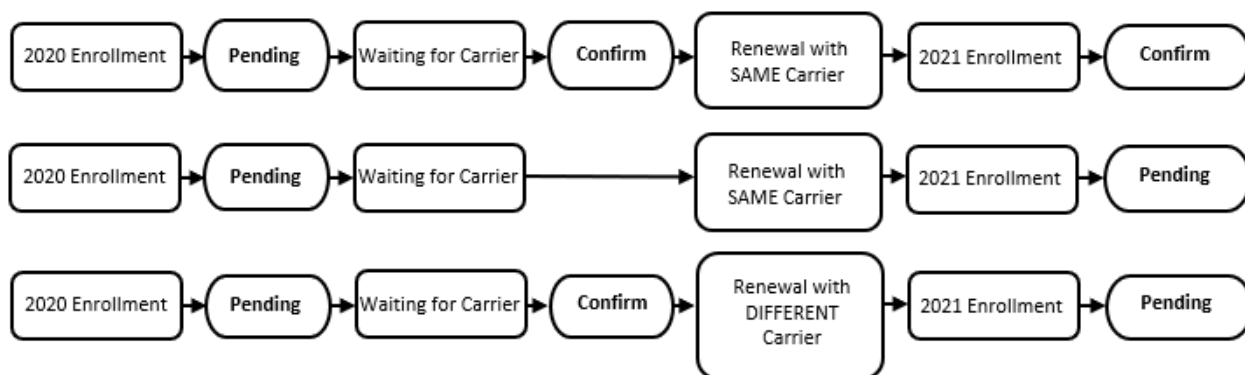 2020 Enrollment
Pending
Waiting for Carrier
Confirm
Renewal with
SAME Carrier
2021 Enrollment
Confirm
2020 Enrollment
Pending
Waiting for Carrier
Renewal with
SAME Carrier
2021 Enrollment
Pending
2020 Enrollment
Pending
Waiting for Carrier
Confirm
Renewal with
DIFFERENT
Carrier
2021 Enrollment
Pending